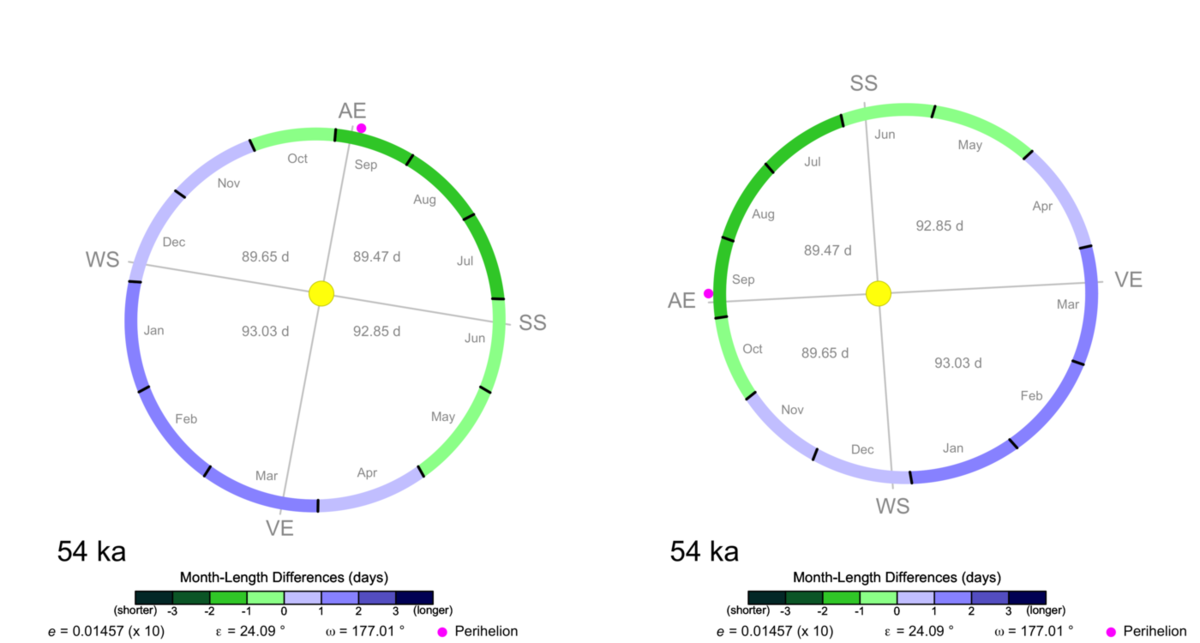 AE
Oct
Sep
Nov
Aug
Dec
WS
89.65 d
89.47 d
Jul
SS
Jan
93.03 d
92.85 d
Jun
Feb
May
Mar
Apr
VE
54 ka
Month-Length Differences (days)
(shorter) -3 -2 -1 0 1 2 3 (longer)
e = 0.01457 (x 10) ε = 24.09 ° ω = 177.01 ° Perihelion
SS
Jun
May
Jul
Apr
Aug
92.85 d
89.47 d
Sep
VE
AE
Mar
Oct
89.65 d
93.03 d
Feb
Nov
Dec
Jan
WS
54 ka
Month-Length Differences (days)
(shorter) -3 -2 -1 0 1 2 3 (longer)
e = 0.01457 (x 10) ε = 24.09 ° ω = 177.01 ° Perihelion